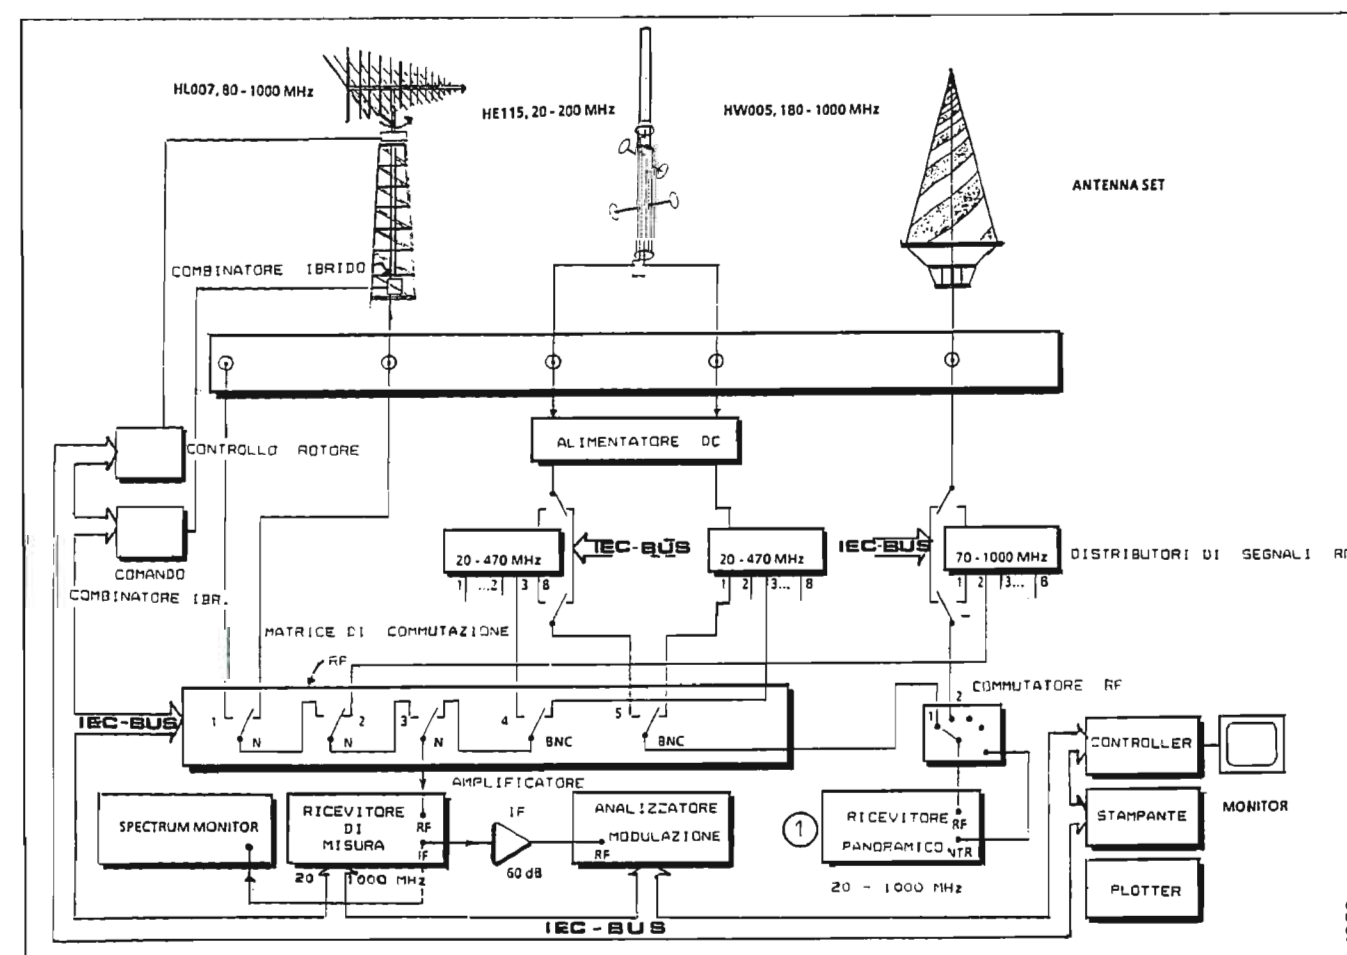 HL007, 80 - 1000 MHz
HE115, 20 - 200 MHz
HW005, 180 - 1000 MHz
ANTENNA SET
COMBINATORE IBRIDO
ALIMENTATORE DC
CONTROLLO ROTORE
COMANDO
COMBINATORE IBR.
20 - 470 MHz
1 ...2 3 8
IEC-BUS
20 - 470 MHz
1 2 3... 8
IEC-BUS
70 - 1000 MHz
1 2 3... 8
DISTRIBUTORI DI SEGNALI
MATRICE DI COMMUTAZIONE
RF
IEC-BUS
1 N
2 N
3 N
4 BNC
5 BNC
COMMUTATORE RF
1 2
CONTROLLER
MONITOR
STAMPANTE
PLOTTER
AMPLIFICATORE
IF
60 dB
SPECTRUM MONITOR
RICEVITORE
DI
MISURA
RF
IF
20 1000 MHz
ANALIZZATORE
MODULAZIONE
RF
1
RICEVITORE RF
PANORAMICO
20 - 1000 MHz
IEC - BUS